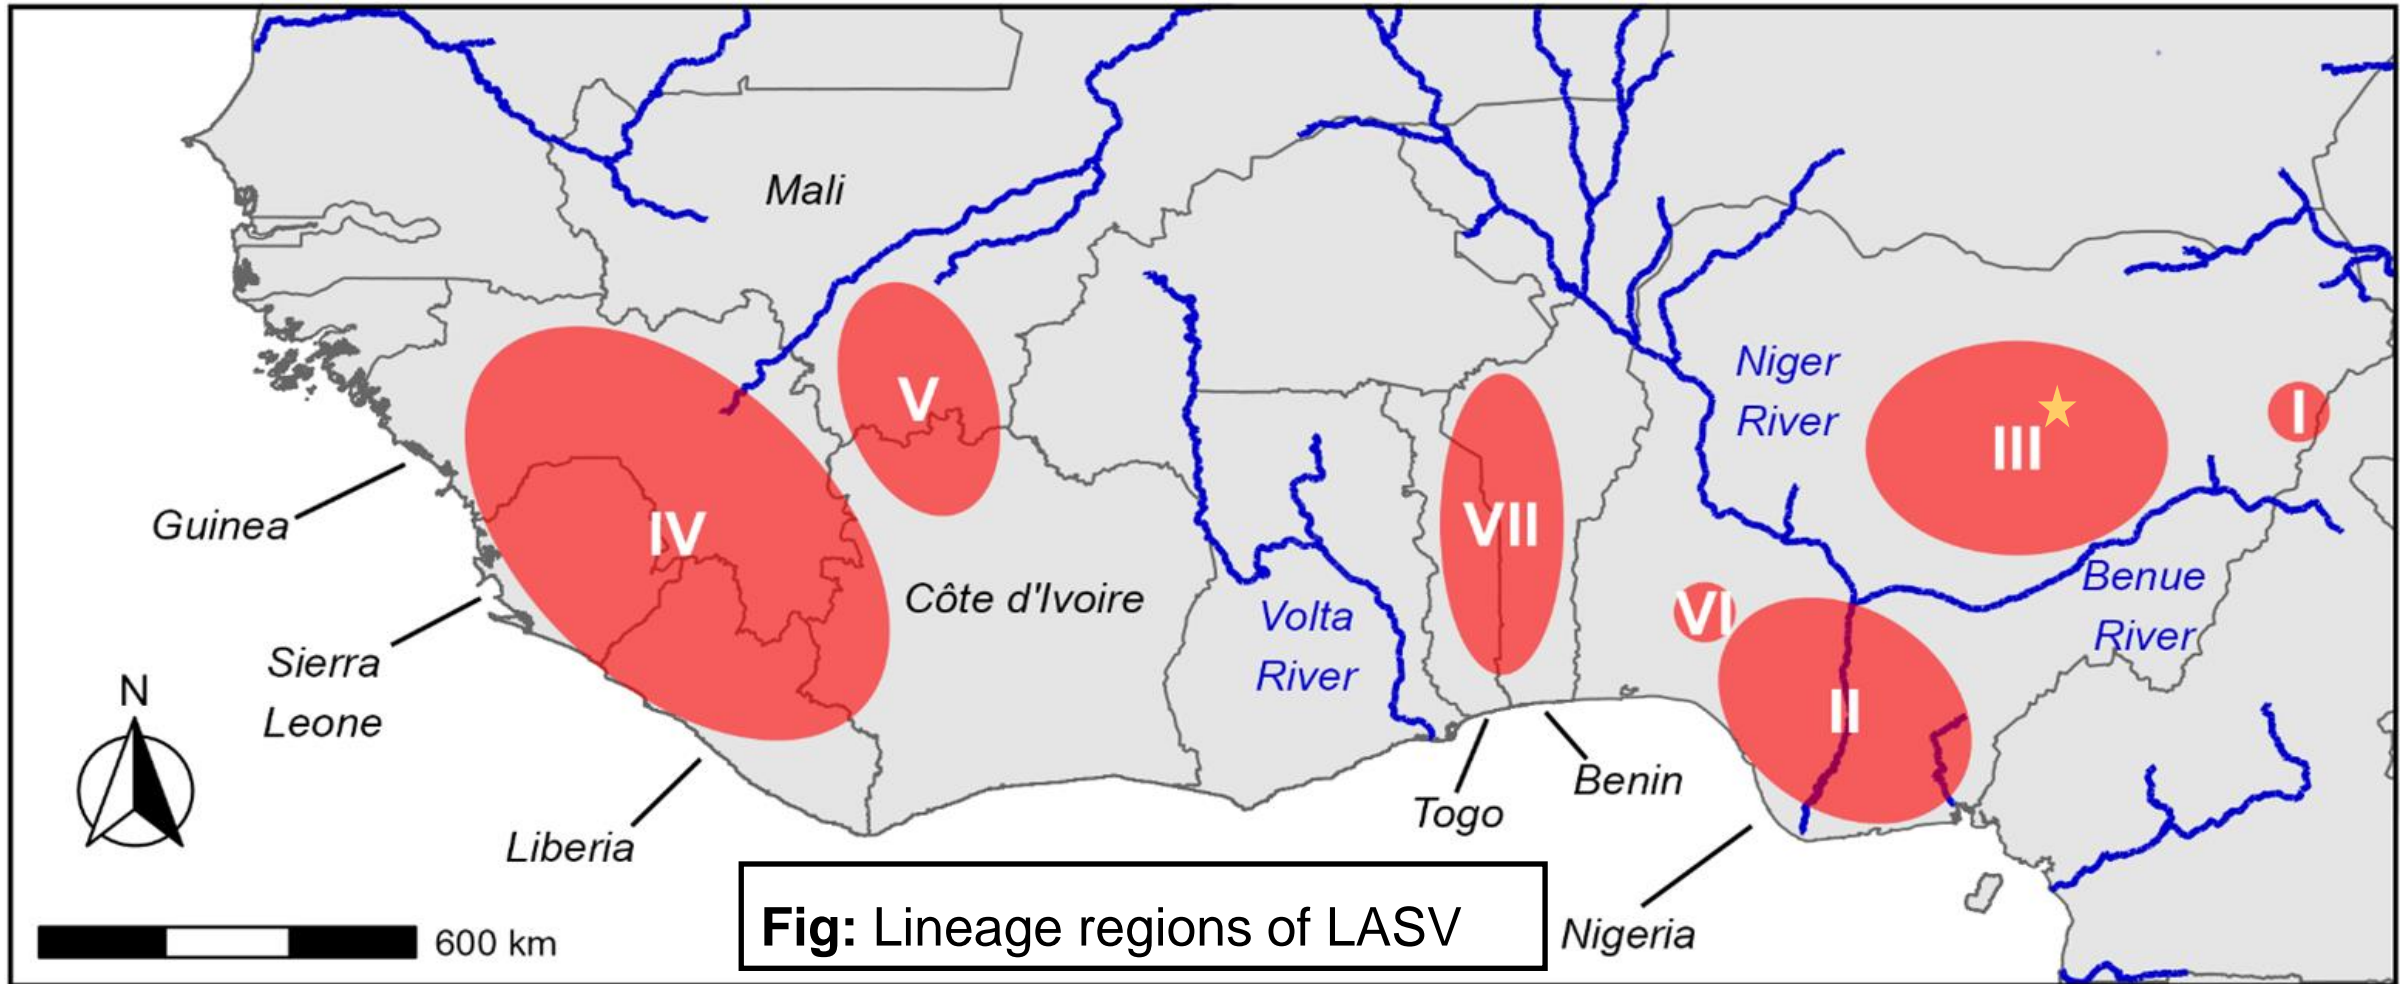 Mali
V
Niger
River
III
I
Guinea
IV
VII
Côte d'Ivoire
Volta
River
VI
Benue
River
Sierra
Leone
II
N
Togo
Benin
Liberia
Fig: Lineage regions of LASV
Nigeria
600 km